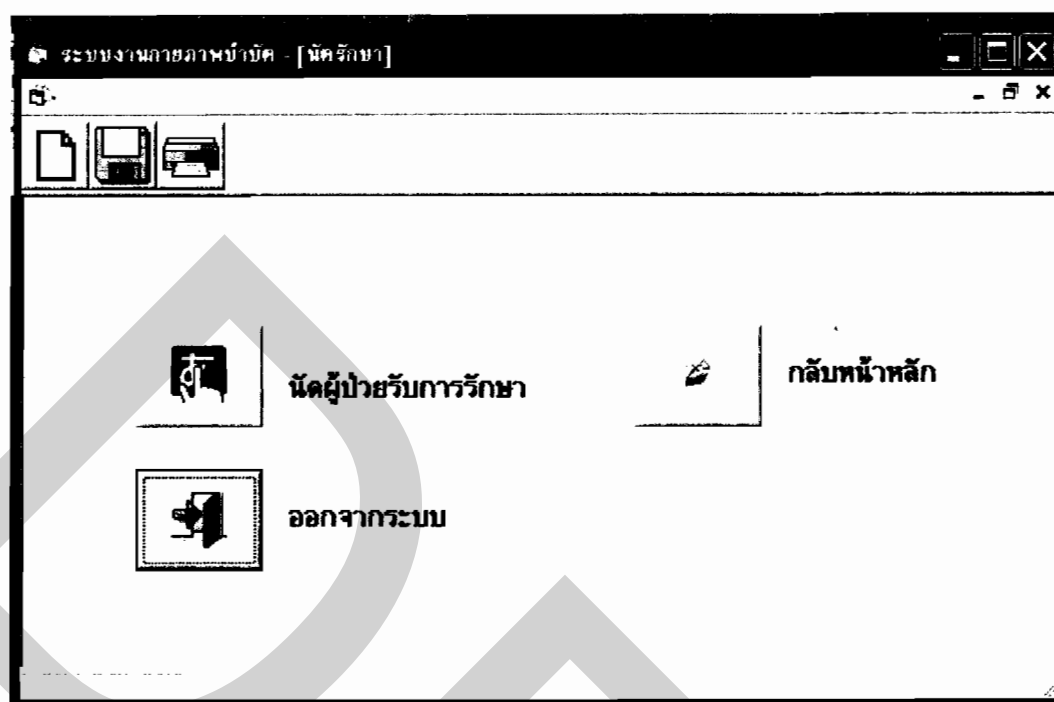 ระบบงานกายภาพบำบัด - [นัดรักษา]
นัดผู้ป่วยรับการรักษา
กลับหน้าหลัก
ออกจากระบบ